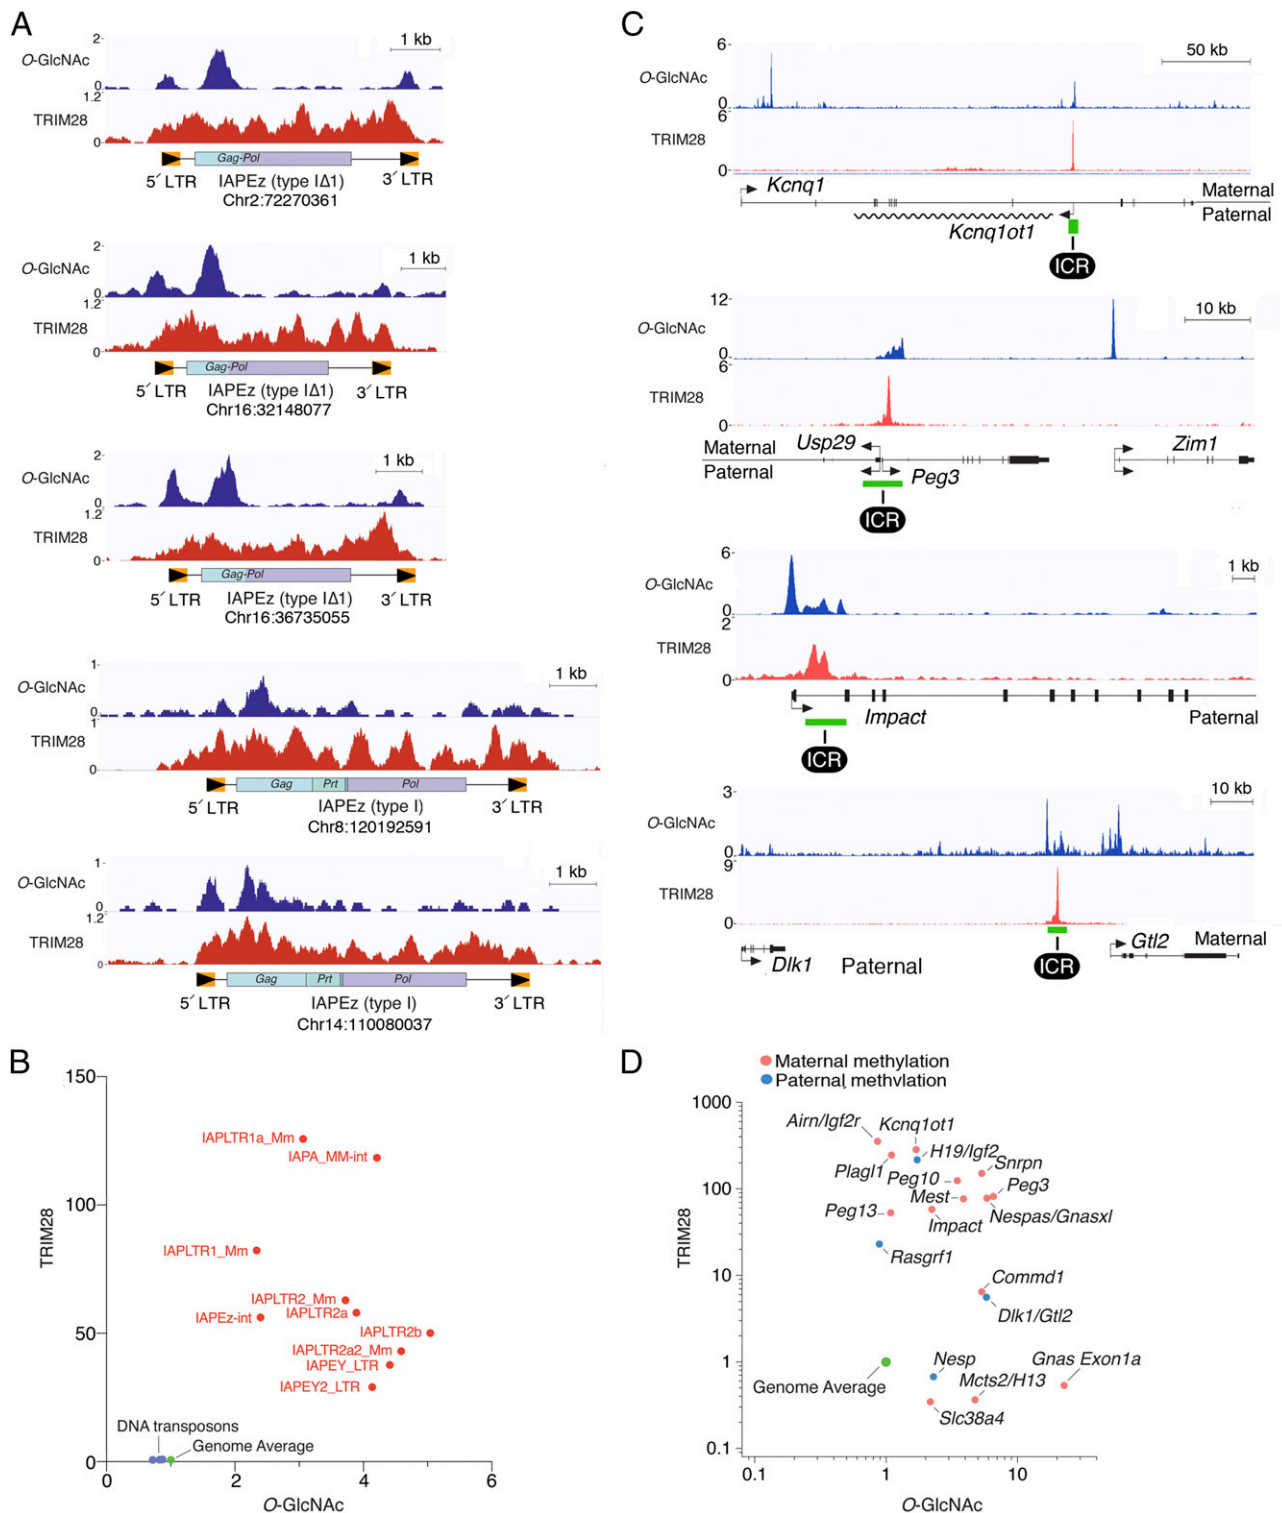 A
2
1 kb
O-GlcNAc
0
1.2
TRIM28
0
Gag-Pol
5´ LTR
IAPEz (type IΔ1)
3´ LTR
Chr2:72270361
2
1 kb
O-GlcNAc
0
1.2
TRIM28
0
Gag-Pol
5´ LTR
IAPEz (type IΔ1)
3´ LTR
Chr16:32148077
2
1 kb
O-GlcNAc
0
1.2
TRIM28
0
Gag-Pol
5´ LTR
IAPEz (type IΔ1)
3´ LTR
Chr16:36735055
1
1 kb
O-GlcNAc
0
1
TRIM28
0
Gag Prt Pol
5´ LTR
IAPEz (type I)
3´ LTR
Chr8:120192591
1
1 kb
O-GlcNAc
0
1.2
TRIM28
0
Gag Prt Pol
5´ LTR
IAPEz (type I)
3´ LTR
Chr14:110080037
C
6
50 kb
O-GlcNAc
0
6
TRIM28
0
Kcnq1
Maternal
Paternal
Kcnq1ot1
ICR
12
10 kb
O-GlcNAc
0
6
TRIM28
0
Maternal
Usp29
Zim1
Paternal
Peg3
ICR
6
1 kb
O-GlcNAc
0
2
TRIM28
0
Impact
Paternal
ICR
3
10 kb
O-GlcNAc
0
9
TRIM28
0
Dlk1
Paternal
ICR
Gtl2
Maternal
B
150
100
50
0
TRIM28
IAPLTR1a_Mm
IAPA_MM-int
IAPLTR1_Mm
IAPLTR2_Mm
IAPEz-int
IAPLTR2a
IAPLTR2b
IAPLTR2a2_Mm
IAPEY_LTR
IAPEY2_LTR
DNA transposons
Genome Average
0 2 4 6
O-GlcNAc
D
Maternal methylation
Paternal methylation
1000
100
10
1
0.1
TRIM28
Airn/Igf2r
Kcnq1ot1
H19/Igf2
Plagl1
Peg10
Snrpn
Mest
Peg3
Peg13
Impact
Nespas/Gnasxl
Rasgrf1
Commd1
Dlk1/Gtl2
Nesp
Gnas Exon1a
Genome Average
Mcts2/H13
Slc38a4
0.1 1 10
O-GlcNAc